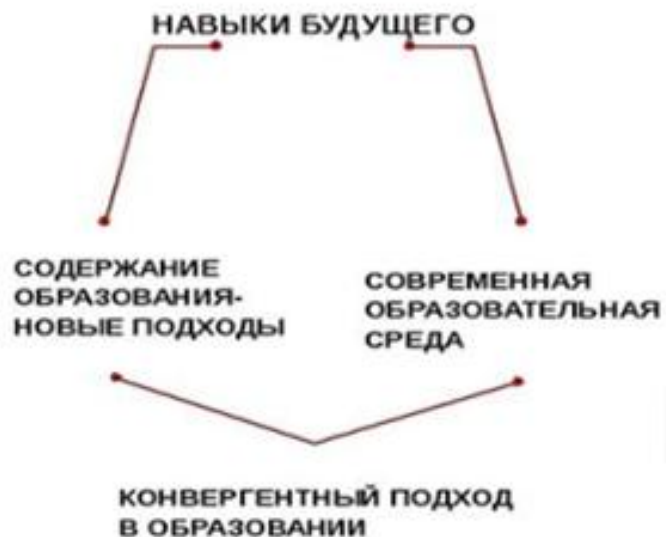 НАВЫКИ БУДУЩЕГО
СОДЕРЖАНИЕ
ОБРАЗОВАНИЯ-
НОВЫЕ ПОДХОДЫ
СОВРЕМЕННАЯ
ОБРАЗОВАТЕЛЬНАЯ
СРЕДА
КОНВЕРГЕНТНЫЙ ПОДХОД
В ОБРАЗОВАНИИ